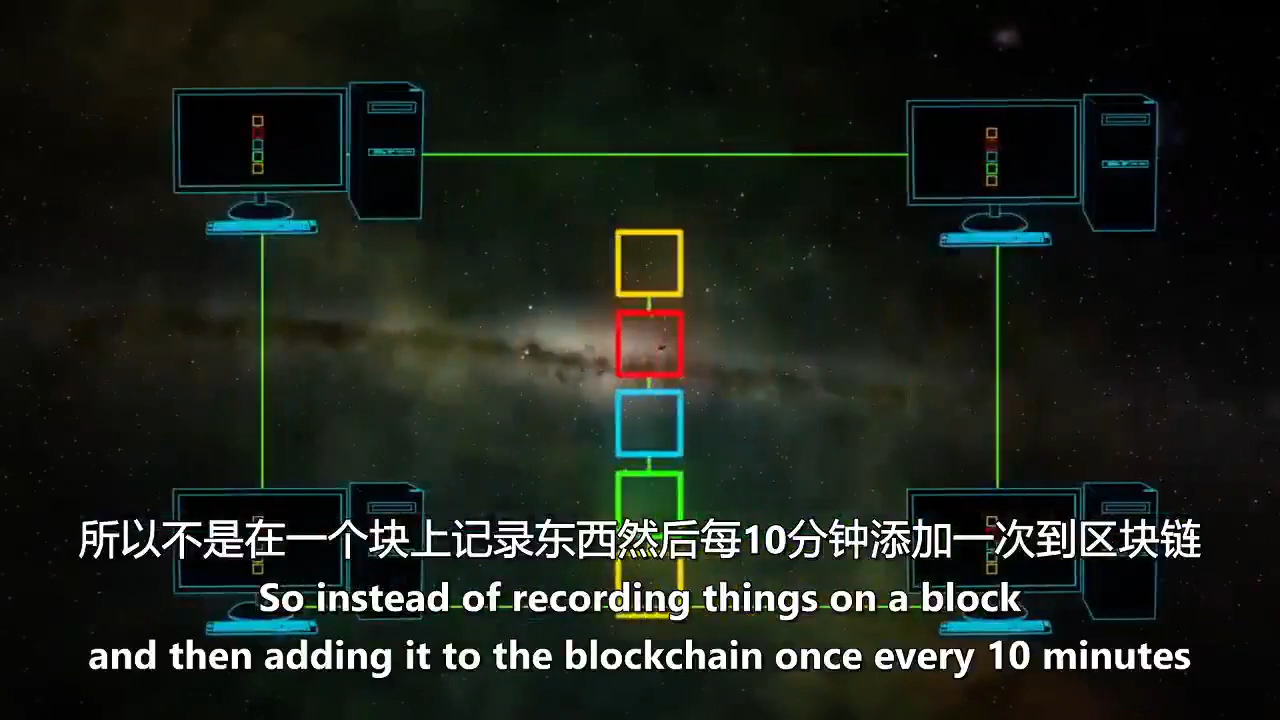 所以不是在一个块上记录东西然后每10分钟添加一次到区块链
So instead of recording things on a block
and then adding it to the blockchain once every 10 minutes